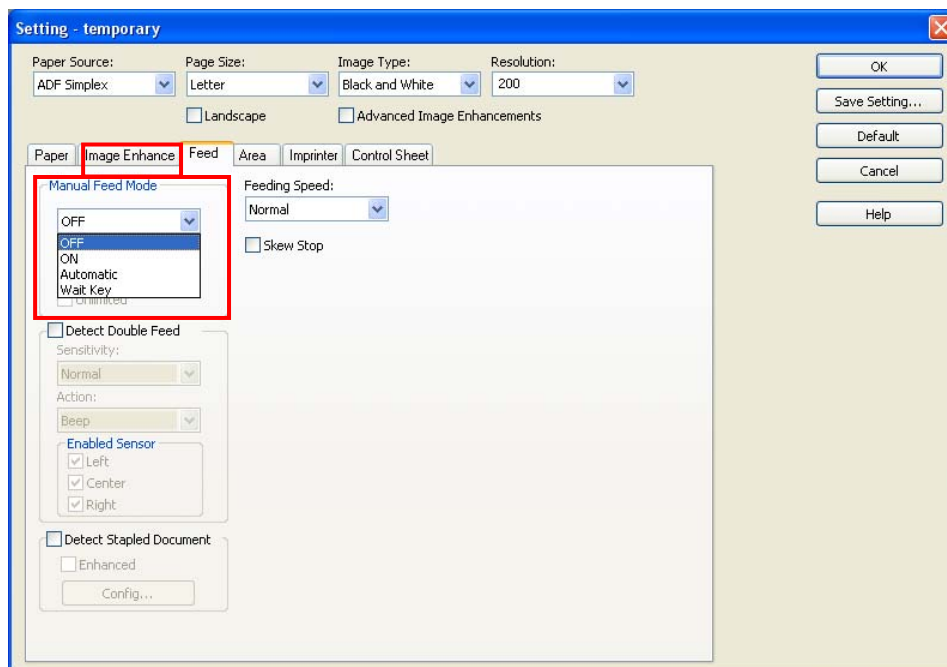 Setting - temporary
Paper Source: Page Size: Image Type: Resolution:
ADF Simplex Letter Black and White 200
Landscape Advanced Image Enhancements
OK
Save Setting...
Default
Cancel
Help
Paper Image Enhance Feed Area Imprinter Control Sheet
Manual Feed Mode
OFF
OFF
ON
Automatic
Wait Key
Unlimited
Feeding Speed:
Normal
Skew Stop
Detect Double Feed
Sensitivity:
Normal
Action:
Beep
Enabled Sensor
Left
Center
Right
Detect Stapled Document
Enhanced
Config...